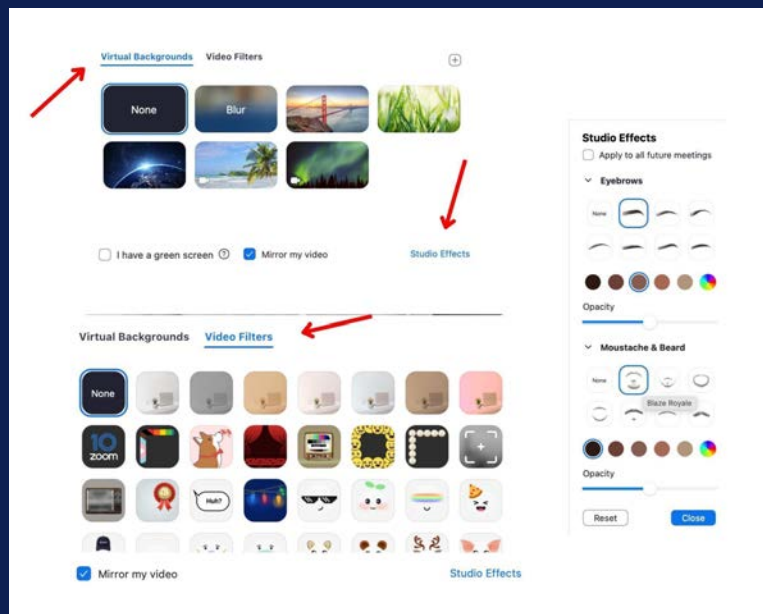 Virtual Backgrounds Video Filters
None
Blur
I have a green screen
Mirror my video
Studio Effects
Virtual Backgrounds Video Filters
None
10
zoom
Huh?
Mirror my video
Studio Effects
Studio Effects
Apply to all future meetings
Eyebrows
None
Opacity
Moustache & Beard
None
Blaze Royale
Opacity
Reset
Close